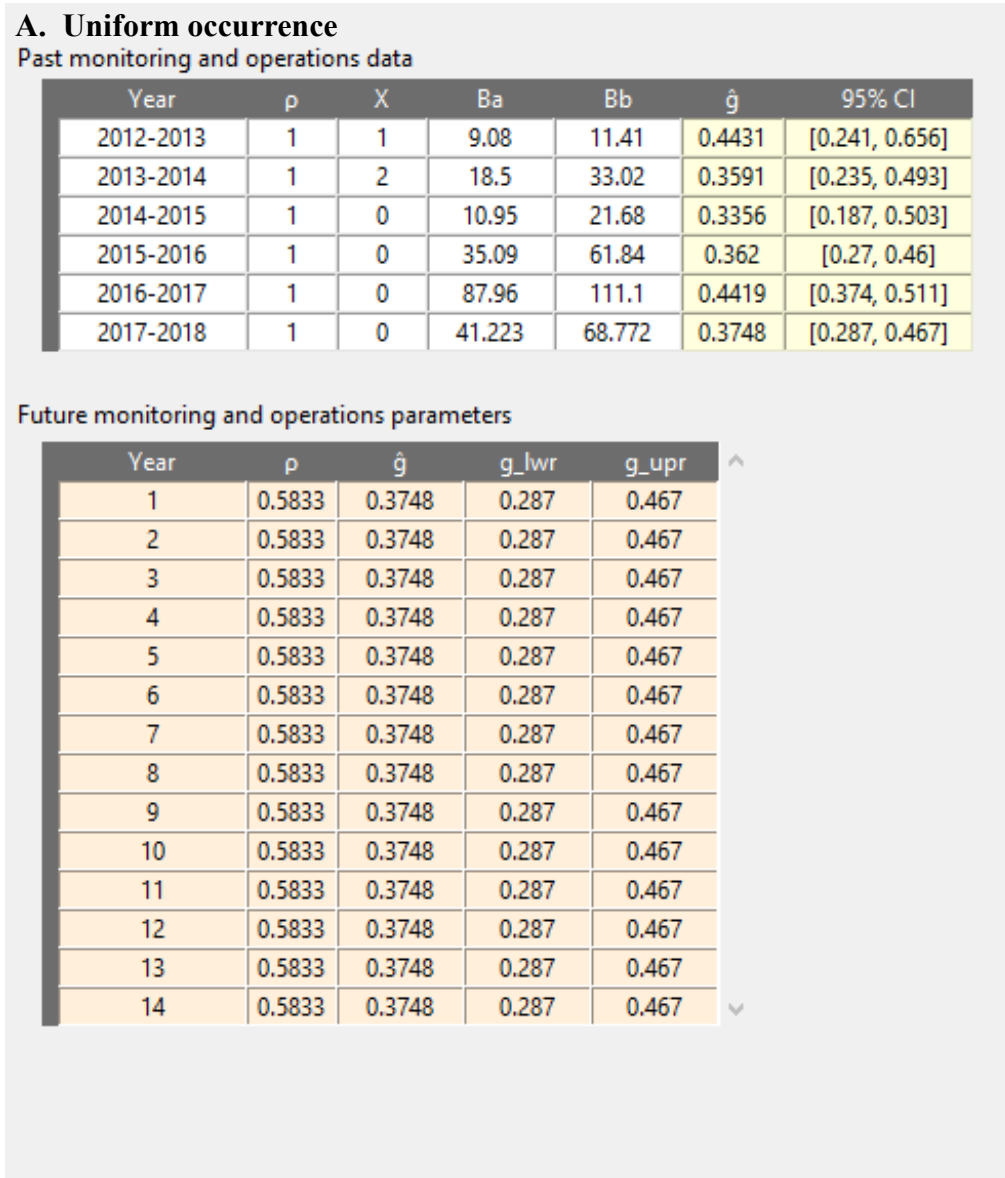 A. Uniform occurrence
Past monitoring and operations data
Year ρ X Ba Bb ĝ 95% CI
2012-2013 1 1 9.08 11.41 0.4431 [0.241, 0.656]
2013-2014 1 2 18.5 33.02 0.3591 [0.235, 0.493]
2014-2015 1 0 10.95 21.68 0.3356 [0.187, 0.503]
2015-2016 1 0 35.09 61.84 0.362 [0.27, 0.46]
2016-2017 1 0 87.96 111.1 0.4419 [0.374, 0.511]
2017-2018 1 0 41.223 68.772 0.3748 [0.287, 0.467]
Future monitoring and operations parameters
Year ρ ĝ g_lwr g_upr
1 0.5833 0.3748 0.287 0.467
2 0.5833 0.3748 0.287 0.467
3 0.5833 0.3748 0.287 0.467
4 0.5833 0.3748 0.287 0.467
5 0.5833 0.3748 0.287 0.467
6 0.5833 0.3748 0.287 0.467
7 0.5833 0.3748 0.287 0.467
8 0.5833 0.3748 0.287 0.467
9 0.5833 0.3748 0.287 0.467
10 0.5833 0.3748 0.287 0.467
11 0.5833 0.3748 0.287 0.467
12 0.5833 0.3748 0.287 0.467
13 0.5833 0.3748 0.287 0.467
14 0.5833 0.3748 0.287 0.467